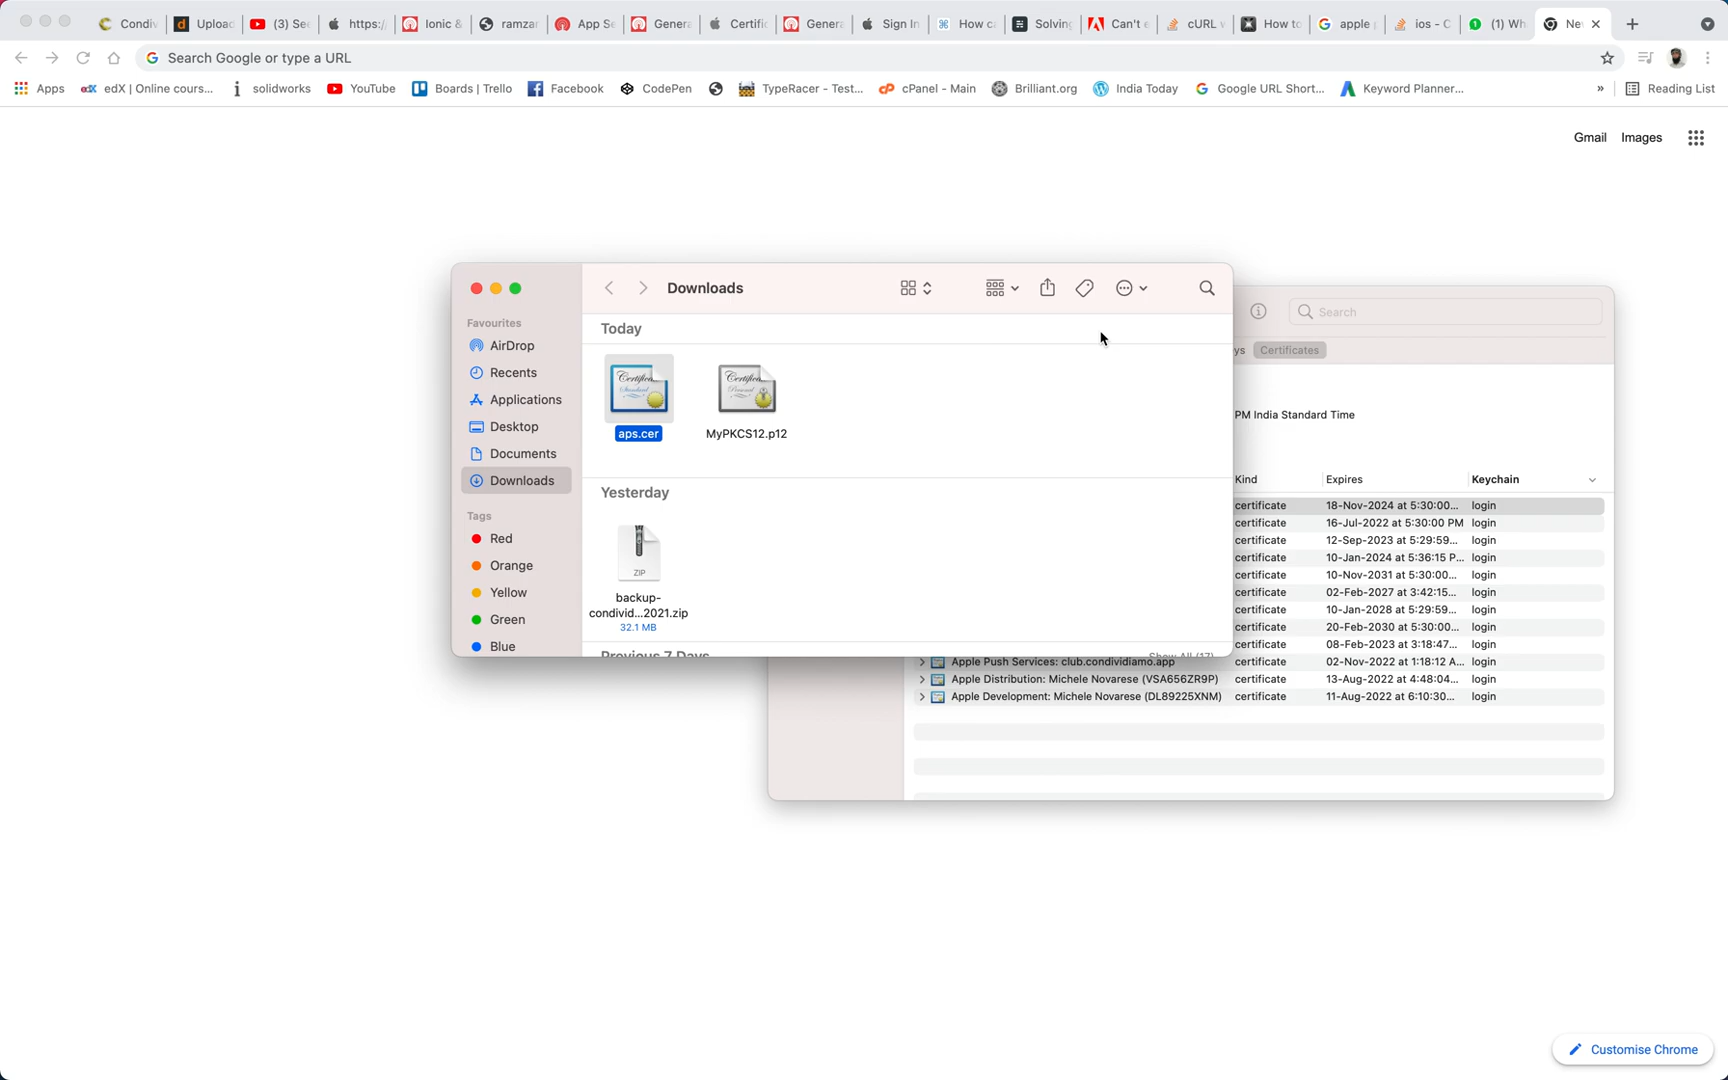 Condiv
Upload
(3) Sec
https:/
Ionic &
ramzar
App Se
Genera
Certific
Genera
Sign In
How ca
Solving
Can't e
cURL w
How to
apple p
ios - C
(1) Wh
Ne
Search Google or type a URL
Apps
edX | Online cours...
solidworks
YouTube
Boards | Trello
Facebook
CodePen
TypeRacer - Test...
cPanel - Main
Brilliant.org
India Today
Google URL Short...
Keyword Planner...
»
Reading List
Gmail
Images
Downloads
Favourites
AirDrop
Recents
Applications
Desktop
Documents
Downloads
Tags
Red
Orange
Yellow
Green
Blue
Today
aps.cer
MyPKCS12.p12
Yesterday
ZIP
backup-
condivid...2021.zip
32.1 MB
Previous 7 Days
Show All (17)
Search
ys
Certificates
PM India Standard Time
Kind Expires Keychain
certificate 18-Nov-2024 at 5:30:00... login
certificate 16-Jul-2022 at 5:30:00 PM login
certificate 12-Sep-2023 at 5:29:59... login
certificate 10-Jan-2024 at 5:36:15 P... login
certificate 10-Nov-2031 at 5:30:00... login
certificate 02-Feb-2027 at 3:42:15... login
certificate 10-Jan-2028 at 5:29:59... login
certificate 20-Feb-2030 at 5:30:00... login
certificate 08-Feb-2023 at 3:18:47... login
Apple Push Services: club.condividiamo.app certificate 02-Nov-2022 at 1:18:12 A... login
Apple Distribution: Michele Novarese (VSA656ZR9P) certificate 13-Aug-2022 at 4:48:04... login
Apple Development: Michele Novarese (DL89225XNM) certificate 11-Aug-2022 at 6:10:30... login
Customise Chrome